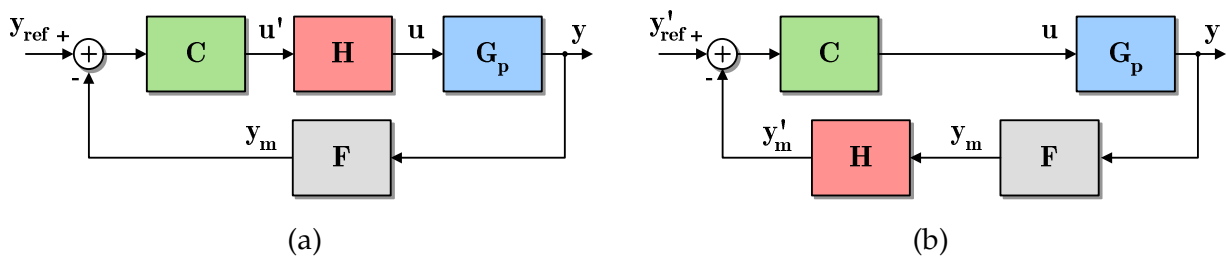 y_ref + C u' H u G_p y
-
y_m F
(a)
y'_ref + C u G_p y
-
y'_m H y_m F
(b)